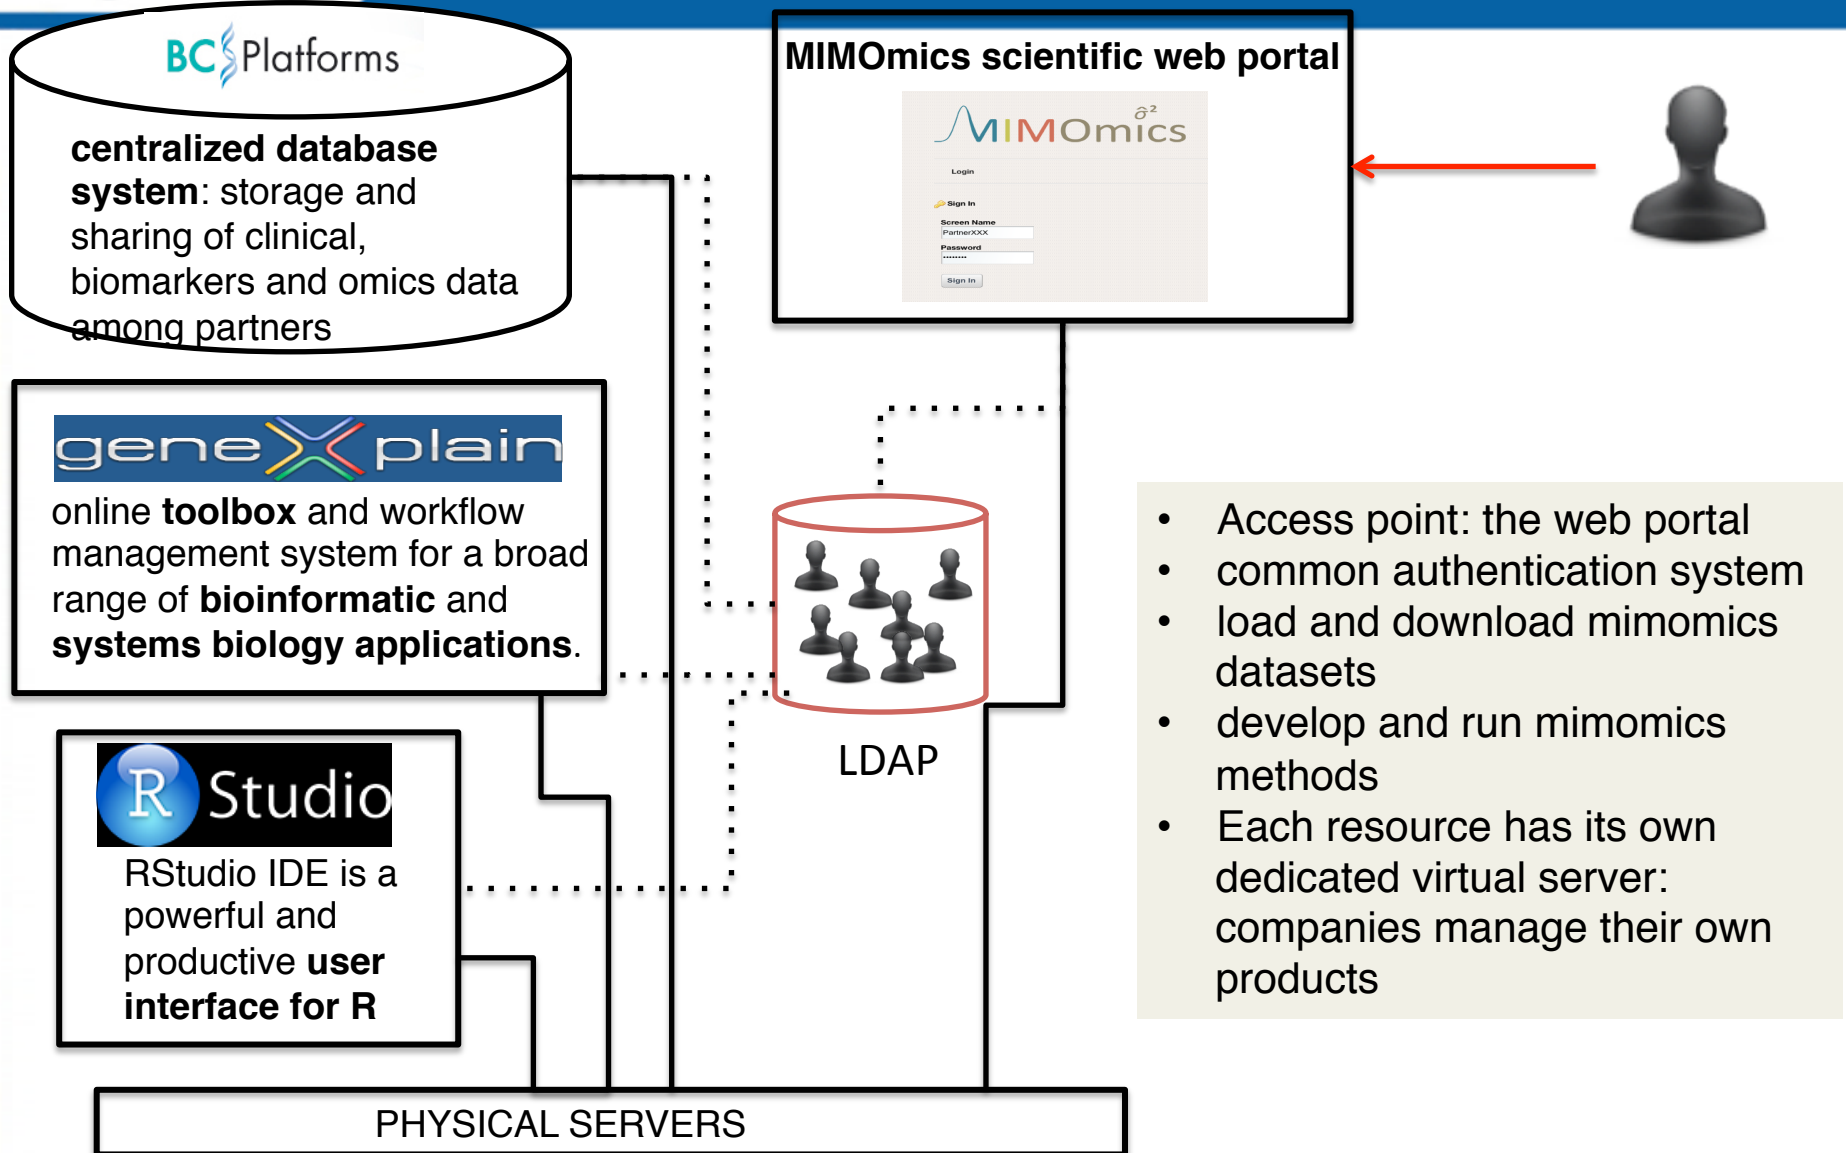 BC Platforms
centralized database
system: storage and
sharing of clinical,
biomarkers and omics data
among partners
geneXplain
online toolbox and workflow
management system for a broad
range of bioinformatic and
systems biology applications.
R Studio
RStudio IDE is a
powerful and
productive user
interface for R
MIMOmics scientific web portal
MIMOmics σ̂²
Login
Sign In
Screen Name
PartnerXXX
Password
••••••••
Sign In
LDAP
• Access point: the web portal
• common authentication system
• load and download mimomics
datasets
• develop and run mimomics
methods
• Each resource has its own
dedicated virtual server:
companies manage their own
products
PHYSICAL SERVERS